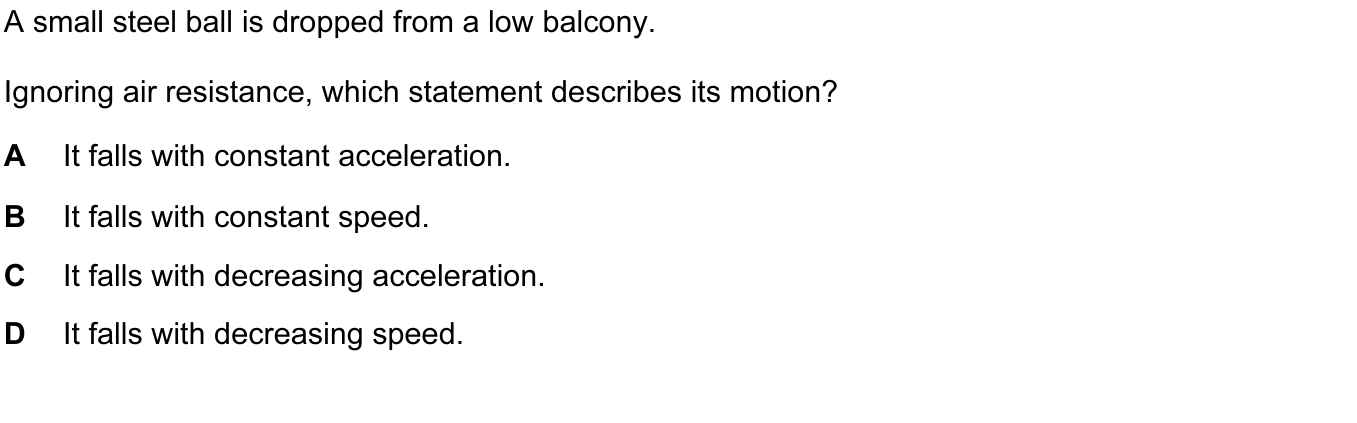 A small steel ball is dropped from a low balcony.
Ignoring air resistance, which statement describes its motion?
A It falls with constant acceleration.
B It falls with constant speed.
C It falls with decreasing acceleration.
D It falls with decreasing speed.